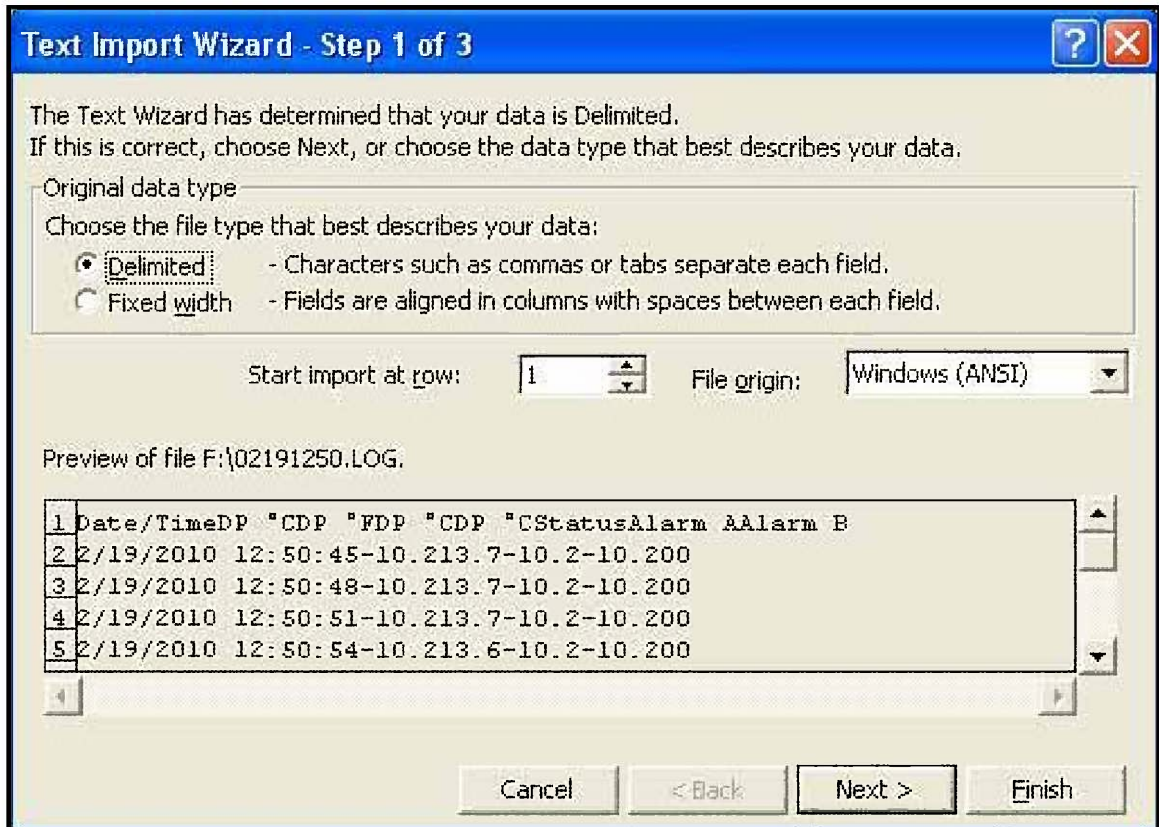 Text Import Wizard - Step 1 of 3
The Text Wizard has determined that your data is Delimited.
If this is correct, choose Next, or choose the data type that best describes your data.
Original data type
Choose the file type that best describes your data:
Delimited - Characters such as commas or tabs separate each field.
Fixed width - Fields are aligned in columns with spaces between each field.
Start import at row: 1 File origin: Windows (ANSI)
Preview of file F:\02191250.LOG.
1 Date/TimeDP °CDP °FDP °CDP °CStatusAlarm AAlarm B
2 2/19/2010 12:50:45-10.213.7-10.2-10.200
3 2/19/2010 12:50:48-10.213.7-10.2-10.200
4 2/19/2010 12:50:51-10.213.7-10.2-10.200
5 2/19/2010 12:50:54-10.213.6-10.2-10.200
Cancel < Back Next > Finish